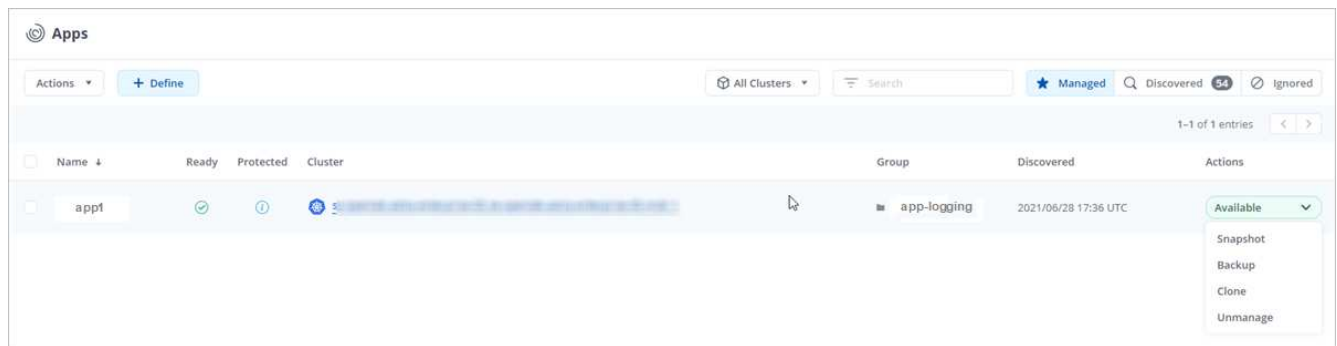 Apps
Actions + Define All Clusters Search Managed Discovered 54 Ignored
1–1 of 1 entries
Name Ready Protected Cluster Group Discovered Actions
app1 app-logging 2021/06/28 17:36 UTC Available
Snapshot
Backup
Clone
Unmanage